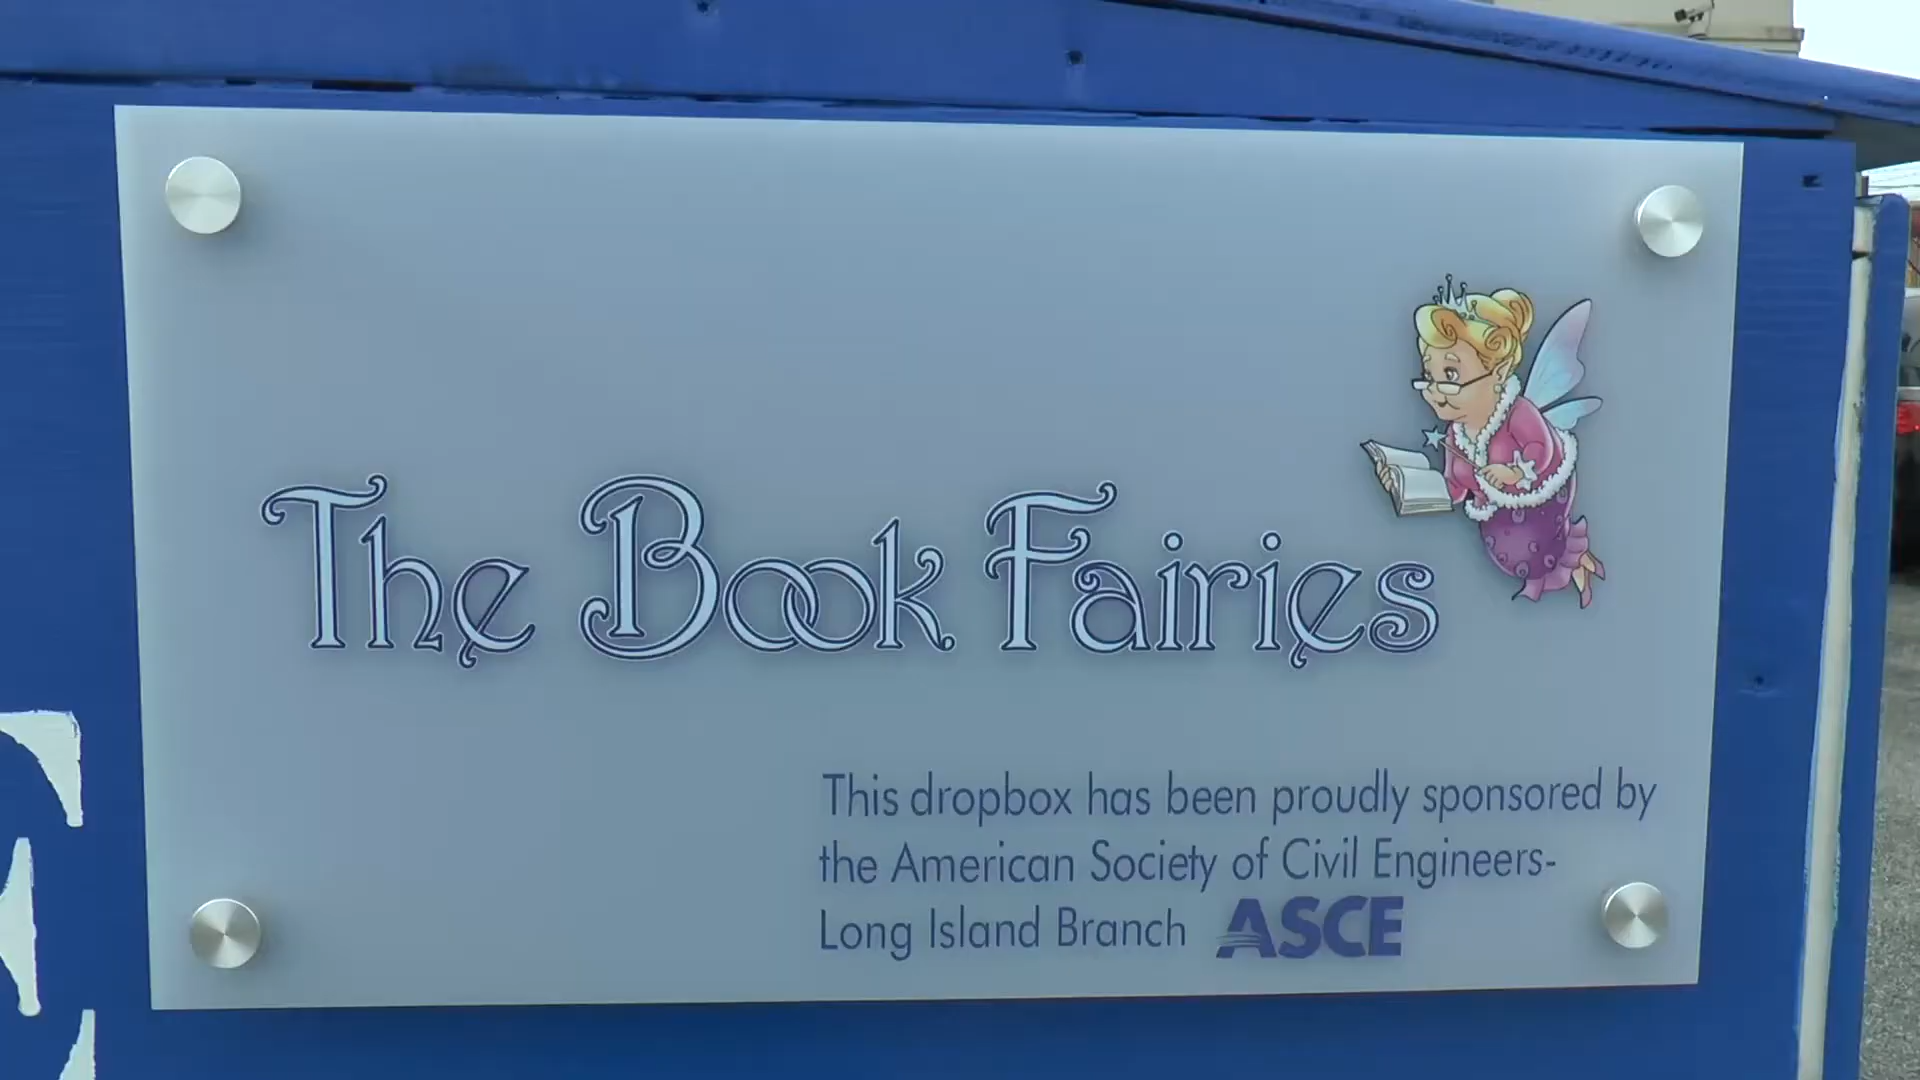 The Book Fairies
This dropbox has been proudly sponsored by
the American Society of Civil Engineers-
Long Island Branch ASCE